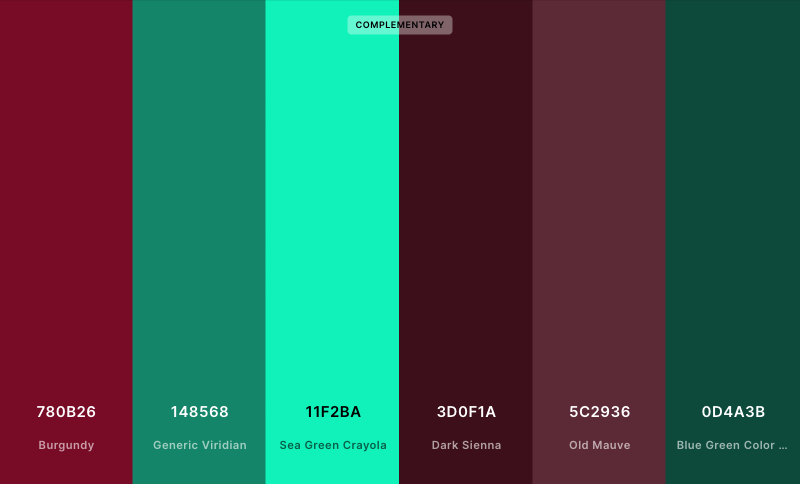 COMPLEMENTARY
780B26
148568
11F2BA
3D0F1A
5C2936
0D4A3B
Burgundy
Generic Viridian
Sea Green Crayola
Dark Sienna
Old Mauve
Blue Green Color ...